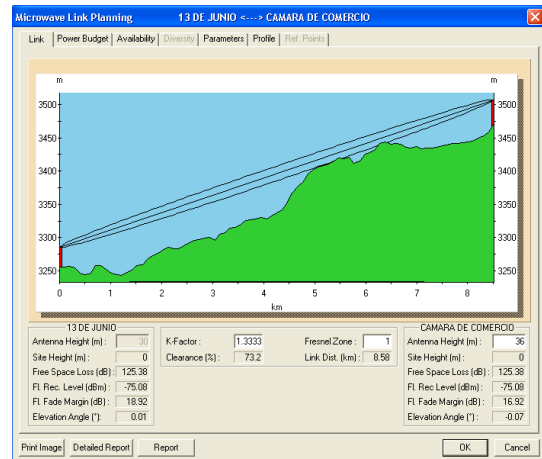 Microwave Link Planning 13 DE JUNIO <---> CAMARA DE COMERCIO
Link Power Budget Availability Diversity Parameters Profile Ref. Points
m m
3500 3500
3450 3450
3400 3400
3350 3350
3300 3300
3250 3250
0 1 2 3 4 5 6 7 8
km
13 DE JUNIO CAMARA DE COMERCIO
Antenna Height (m) : 30 K-Factor : 1.3333 Fresnel Zone : 1 Antenna Height (m) : 36
Site Height (m) : 0 Clearance (%) : 73.2 Link Dist. (km) : 8.58 Site Height (m) : 0
Free Space Loss (dB) : 125.38 Free Space Loss (dB) : 125.38
Fl. Rec. Level (dBm) : -75.08 Fl. Rec. Level (dBm) : -75.08
Fl. Fade Margin (dB) : 18.92 Fl. Fade Margin (dB) : 16.92
Elevation Angle (°): 0.01 Elevation Angle (°): -0.07
Print Image Detailed Report Report OK Cancel